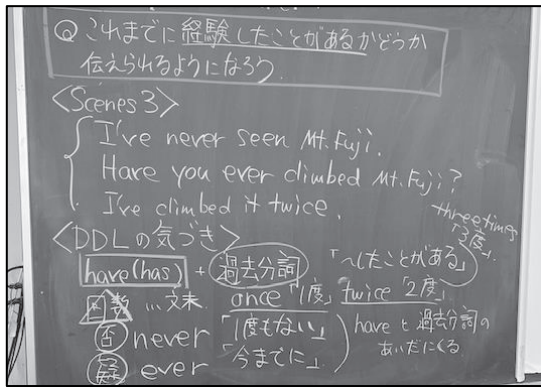 Q これまでに経験したことがあるかどうか
伝えられるようになろう.
<Scenes 3>
I've never seen Mt. Fuji.
Have you ever climbed Mt. Fuji?
I've climbed it twice.
three times
「3度」
<DDLの気づき>
have(has) + 過去分詞 「〜したことがある」
回数 … 文末 once「1度」 twice「2度」
否 never 「1度もない」
疑 ever 「今までに」
haveと過去分詞の
あいだにくる